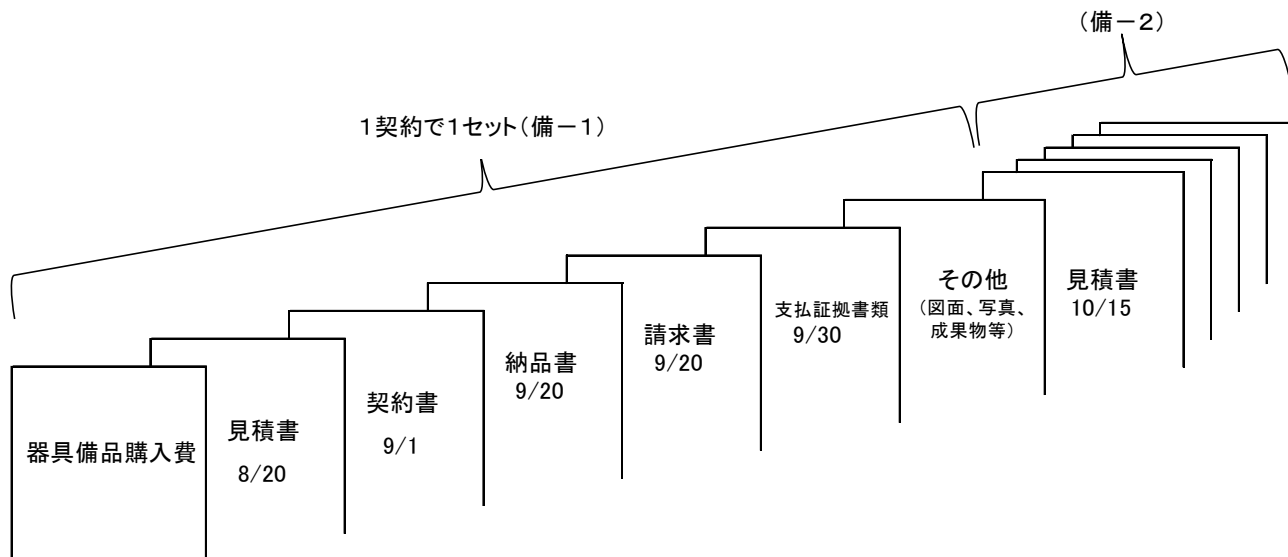 (備－2)
1契約で1セット(備－1)
器具備品購入費
見積書
8/20
契約書
9/1
納品書
9/20
請求書
9/20
支払証拠書類
9/30
その他
(図面、写真、
成果物等)
見積書
10/15